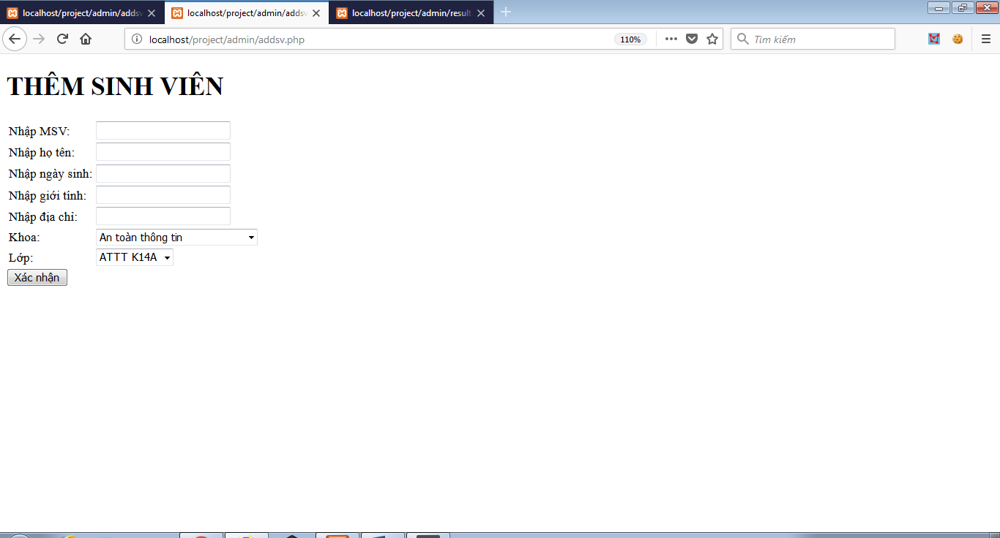 localhost/project/admin/addsv localhost/project/admin/addsv localhost/project/admin/result
localhost/project/admin/addsv.php 110% Tìm kiếm
THÊM SINH VIÊN
Nhập MSV:
Nhập họ tên:
Nhập ngày sinh:
Nhập giới tính:
Nhập địa chỉ:
Khoa: An toàn thông tin
Lớp: ATTT K14A
Xác nhận